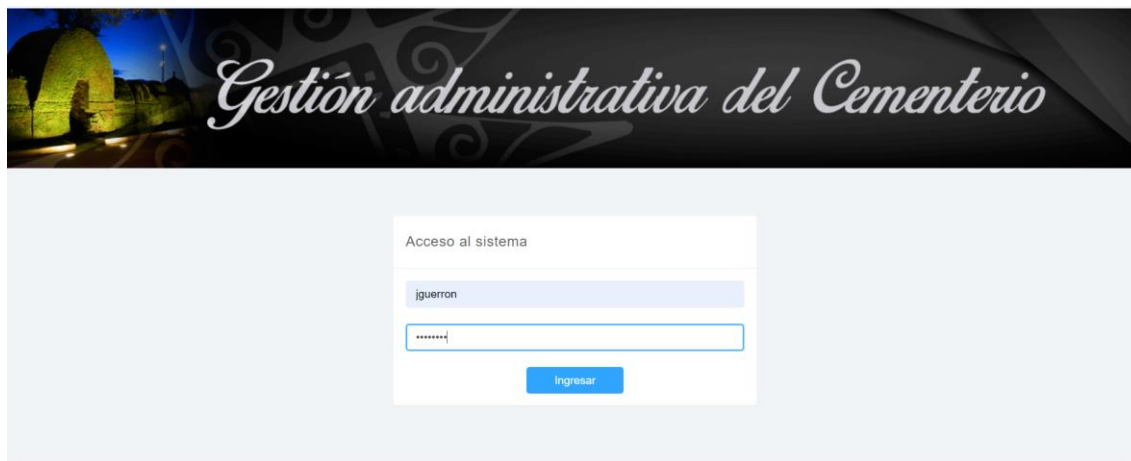 Gestión administrativa del Cementerio
Acceso al sistema
jguerron
••••••••
Ingresar